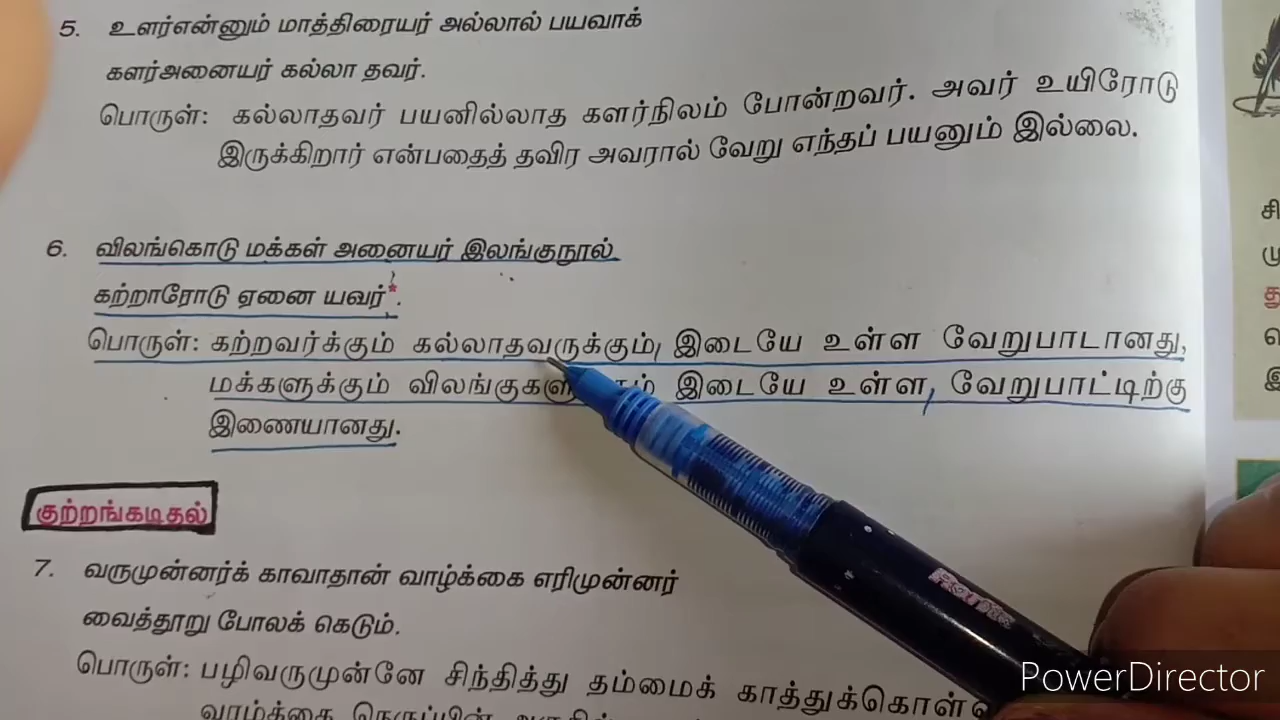 5. உளர்என்னும் மாத்திரையர் அல்லால் பயவாக்
களர்அனையர் கல்லா தவர்.
பொருள்: கல்லாதவர் பயனில்லாத களர்நிலம் போன்றவர். அவர் உயிரோடு
இருக்கிறார் என்பதைத் தவிர அவரால் வேறு எந்தப் பயனும் இல்லை.
6. விலங்கொடு மக்கள் அனையர் இலங்குநூல்
கற்றாரோடு ஏனை யவர்*.
பொருள்: கற்றவர்க்கும் கல்லாதவருக்கும் இடையே உள்ள வேறுபாடானது,
மக்களுக்கும் இடையே உள்ள வேறுபாட்டிற்கு
இணையானது.
குற்றங்கடிதல்
7. வருமுன்னர்க் காவாதான் வாழ்க்கை எரிமுன்னர்
வைத்தூறு போலக் கெடும்.
பொருள்: பழிவருமுன்னே சிந்தித்து தம்மைக்
வாழ்க்கை நெருப்பின்
PowerDirector